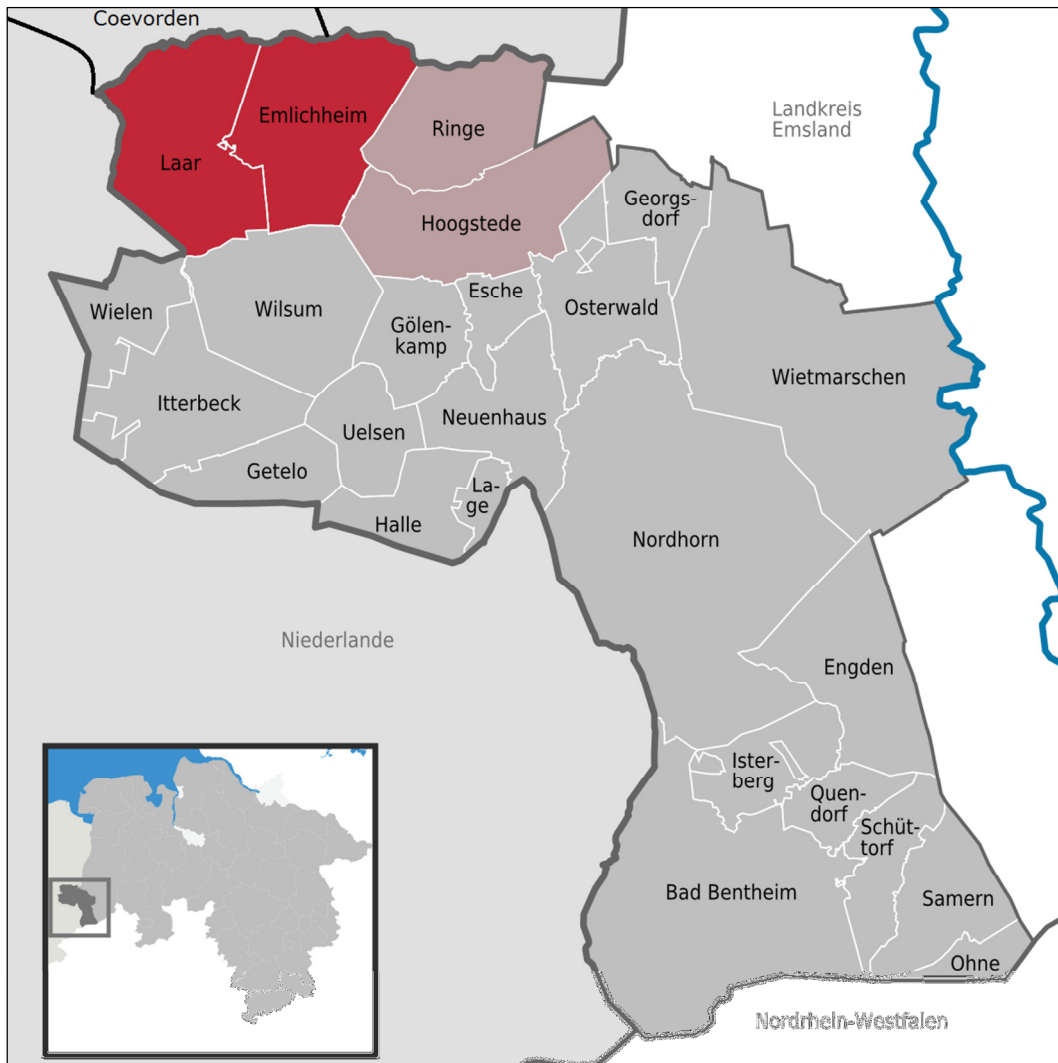 Coevorden
Landkreis
Emsland
Emlichheim
Ringe
Laar
Hoogstede
Georgs-
dorf
Esche
Wielen
Wilsum
Osterwald
Gölen-
kamp
Wietmarschen
Itterbeck
Neuenhaus
Uelsen
Getelo
La-
ge
Halle
Nordhorn
Niederlande
Engden
Ister-
berg
Quen-
dorf
Schüt-
torf
Bad Bentheim
Samern
Ohne
Nordrhein-Westfalen